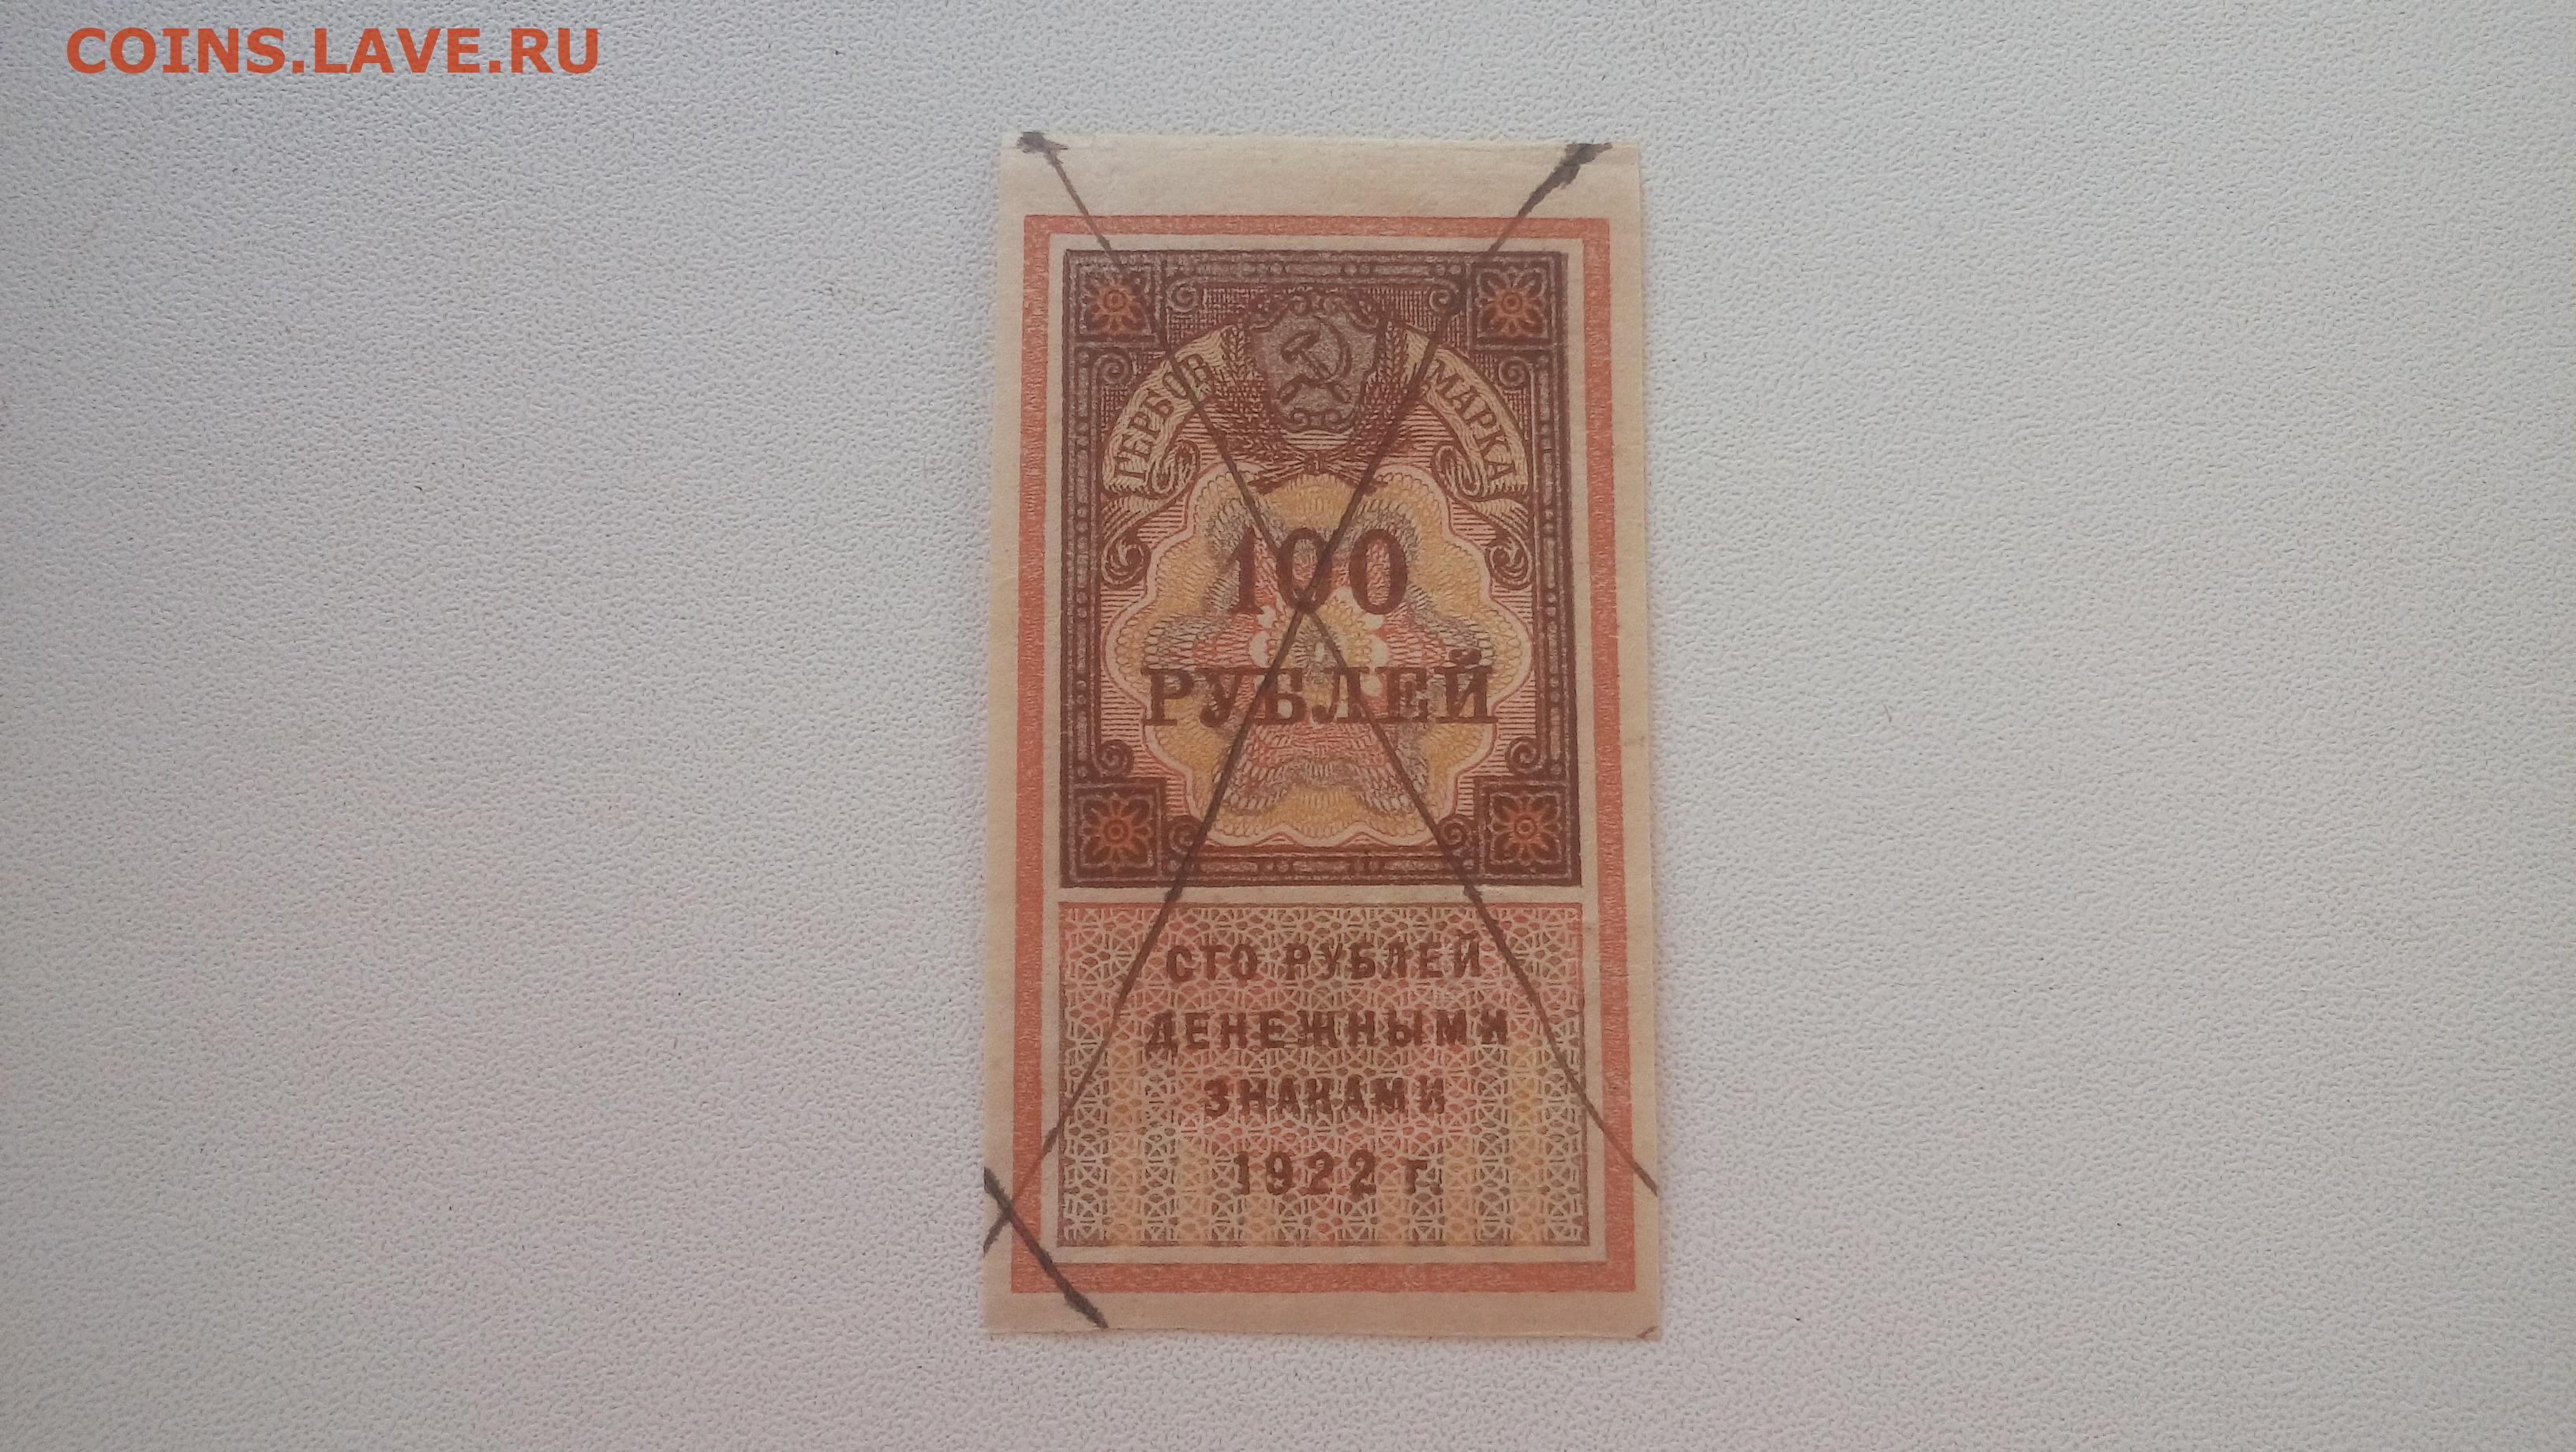 COINS.LAVE.RU
ГЕРБОВ МАРКА
100
РУБЛЕЙ
СТО РУБЛЕЙ
ДЕНЕЖНЫМИ
ЗНАКАМИ
1922 г.